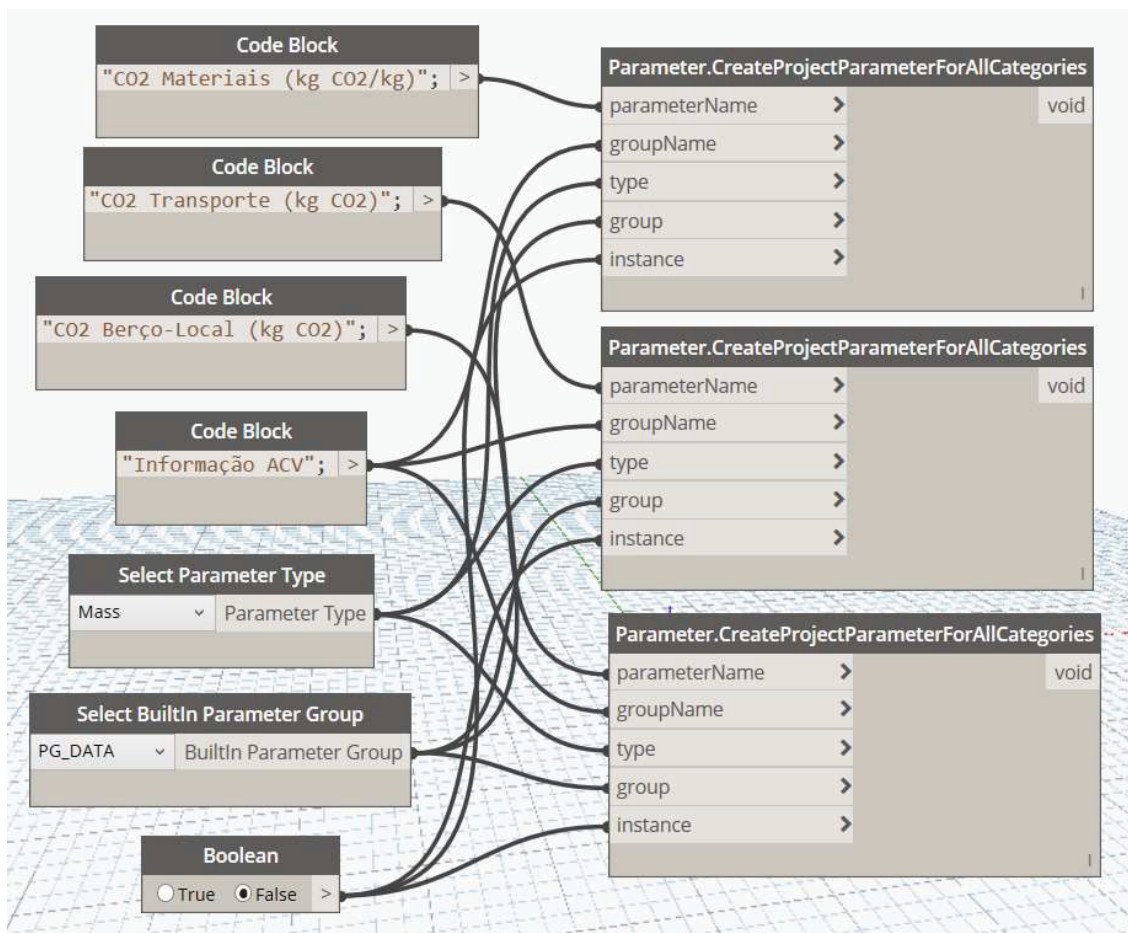 Code Block
"CO2 Materiais (kg CO2/kg)"; >
Code Block
"CO2 Transporte (kg CO2)"; >
Code Block
"CO2 Berço-Local (kg CO2)"; >
Code Block
"Informação ACV"; >
Select Parameter Type
Mass Parameter Type
Select BuiltIn Parameter Group
PG_DATA BuiltIn Parameter Group
Boolean
True False >
Parameter.CreateProjectParameterForAllCategories
parameterName > void
groupName >
type >
group >
instance >
Parameter.CreateProjectParameterForAllCategories
parameterName > void
groupName >
type >
group >
instance >
Parameter.CreateProjectParameterForAllCategories
parameterName > void
groupName >
type >
group >
instance >